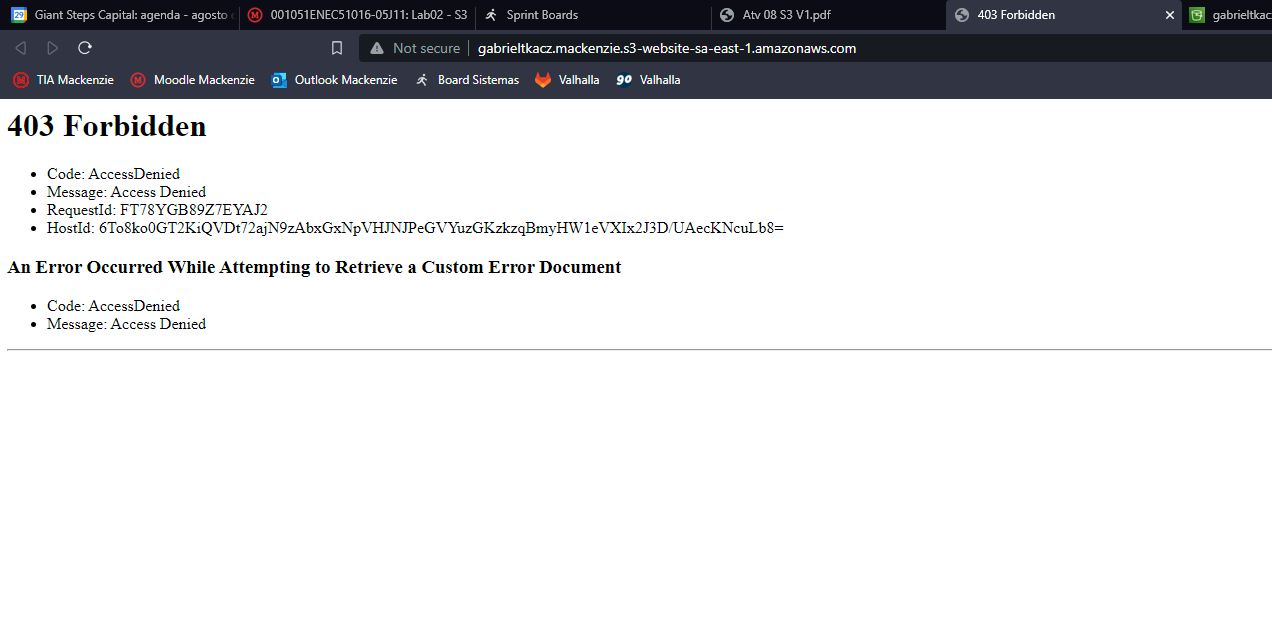 Giant Steps Capital: agenda - agosto
001051ENEC51016-05J11: Lab02 - S3
Sprint Boards
Atv 08 S3 V1.pdf
403 Forbidden
gabrieltkacz
Not secure
gabrieltkacz.mackenzie.s3-website-sa-east-1.amazonaws.com
TIA Mackenzie
Moodle Mackenzie
Outlook Mackenzie
Board Sistemas
Valhalla
Valhalla
403 Forbidden
• Code: AccessDenied
• Message: Access Denied
• RequestId: FT78YGB89Z7EYAJ2
• HostId: 6To8ko0GT2KiQVDt72ajN9zAbxGxNpVHJNJPeGVYuzGKzkzqBmyHW1eVXIx2J3D/UAecKNcuLb8=
An Error Occurred While Attempting to Retrieve a Custom Error Document
• Code: AccessDenied
• Message: Access Denied